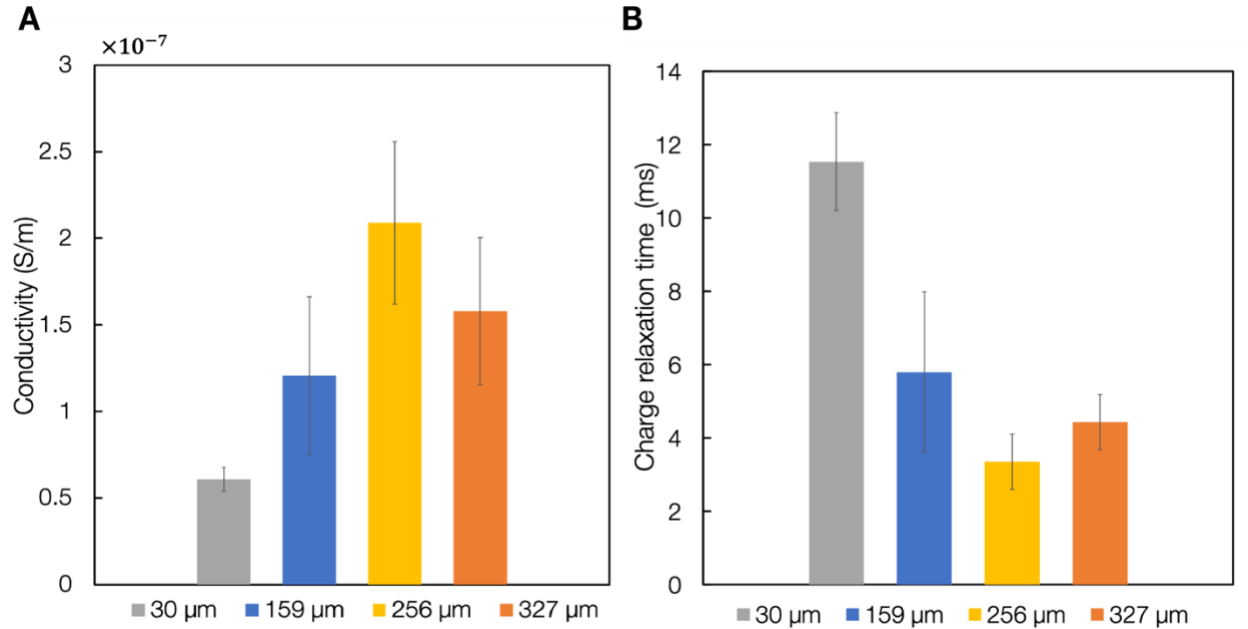 A
×10⁻⁷
3
2.5
2
1.5
1
0.5
0
Conductivity (S/m)
30 µm 159 µm 256 µm 327 µm
B
14
12
10
8
6
4
2
0
Charge relaxation time (ms)
30 µm 159 µm 256 µm 327 µm